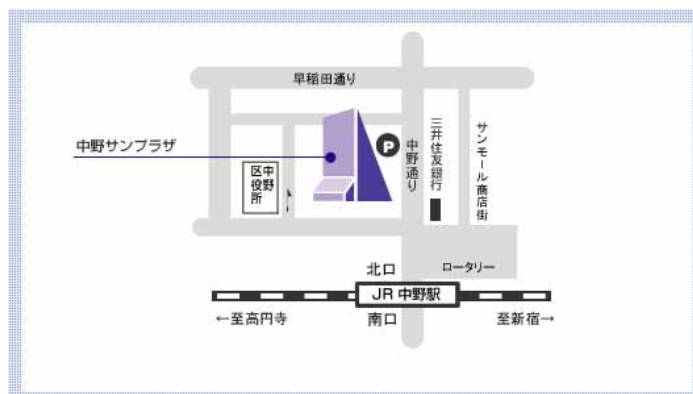 早稲田通り
中野サンプラザ
中野
区役所
P
中野通り
三井住友銀行
サンモール商店街
北口
ロータリー
JR 中野駅
←至高円寺
南口
至新宿→